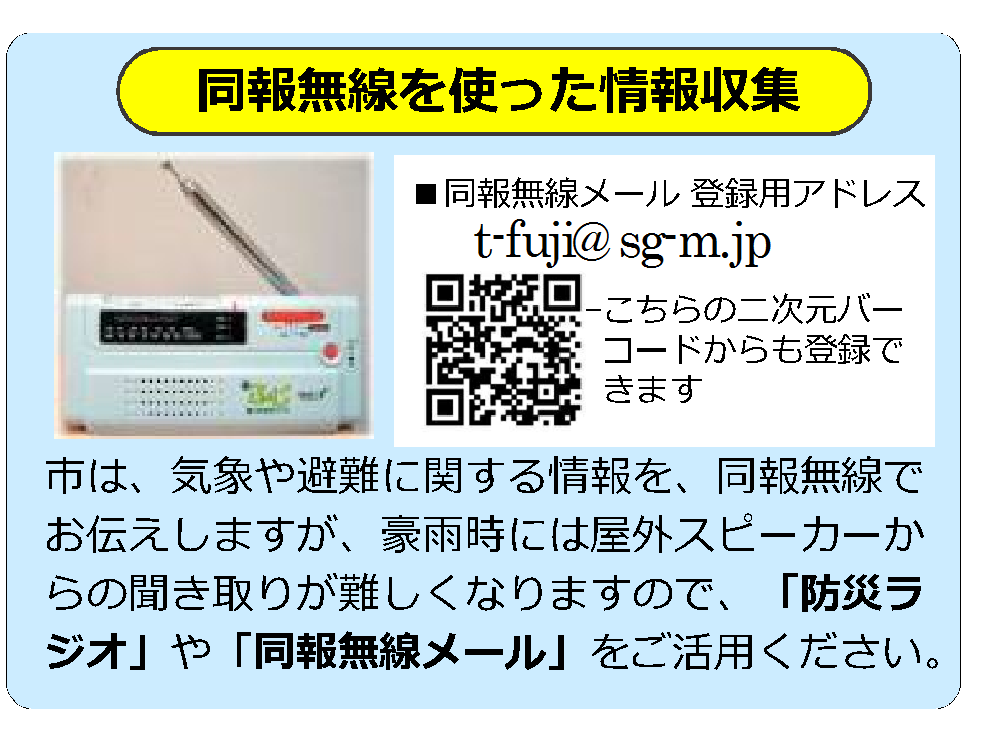 同報無線を使った情報収集
■同報無線メール 登録用アドレス
t-fuji@sg-m.jp
こちらの二次元バー
コードからも登録で
きます
市は、気象や避難に関する情報を、同報無線で
お伝えしますが、豪雨時には屋外スピーカーか
らの聞き取りが難しくなりますので、「防災ラ
ジオ」や「同報無線メール」をご活用ください。